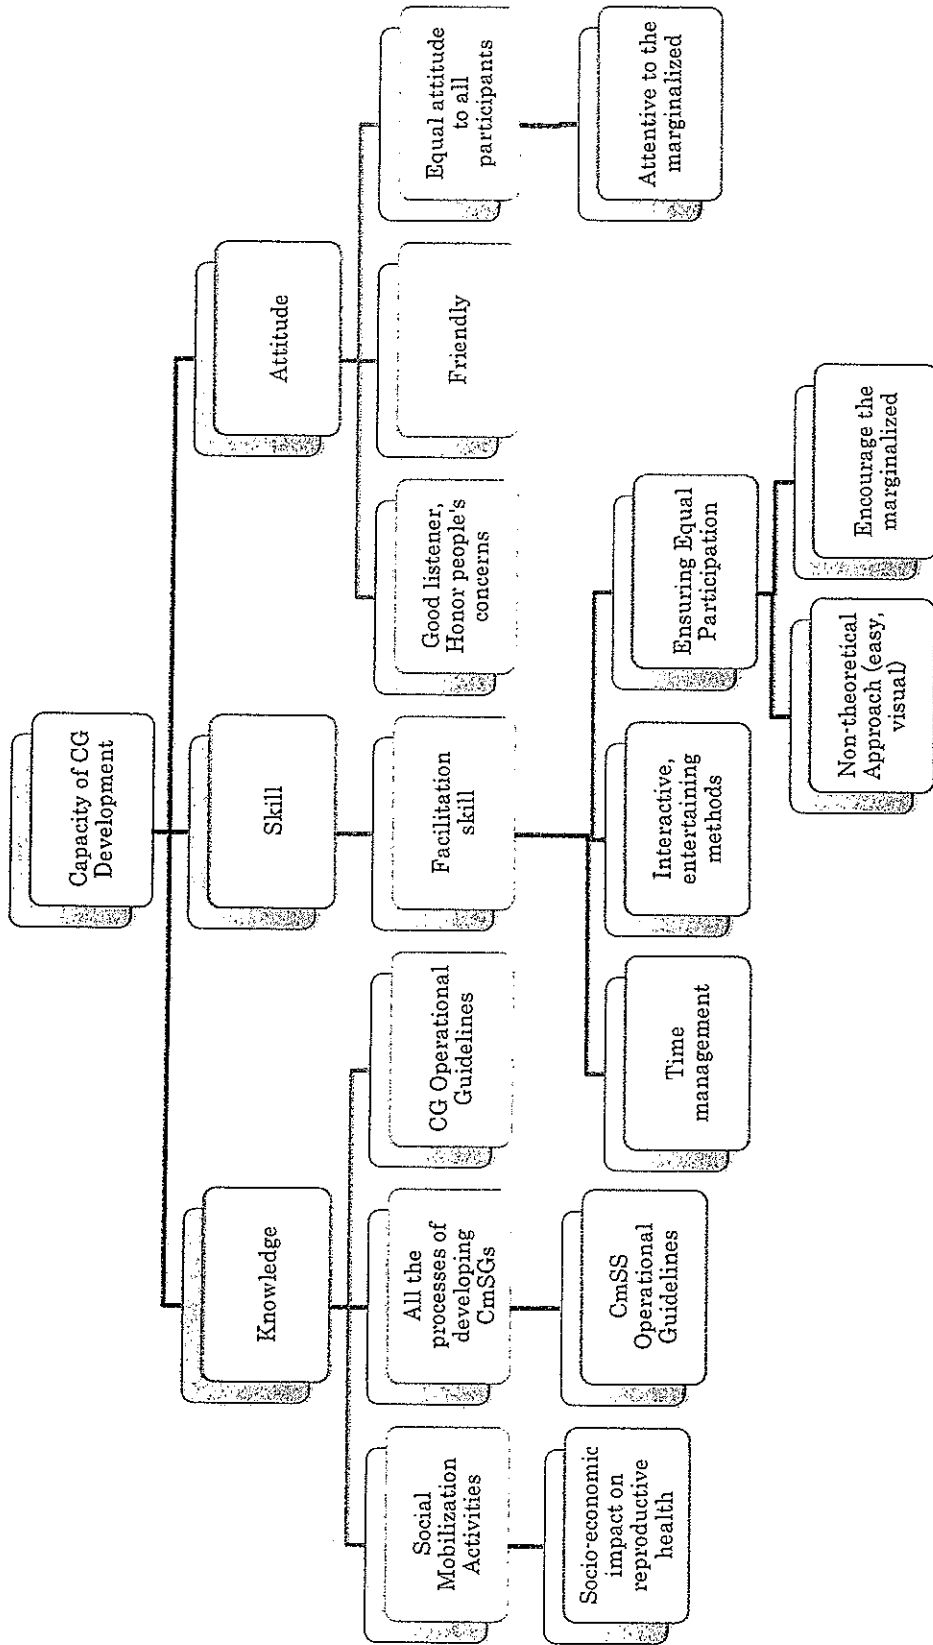 Capacity of CG
Development
Knowledge
Skill
Attitude
Social
Mobilization
Activities
All the
processes of
developing
CmSGs
CG Operational
Guidelines
Facilitation
skill
Good listener,
Honor people's
concerns
Friendly
Equal attitude
to all
participants
Socio-economic
impact on
reproductive
health
CmSS
Operational
Guidelines
Time
management
Interactive,
entertaining
methods
Ensuring Equal
Participation
Attentive to the
marginalized
Non-theoretical
Approach (easy,
visual)
Encourage the
marginalized